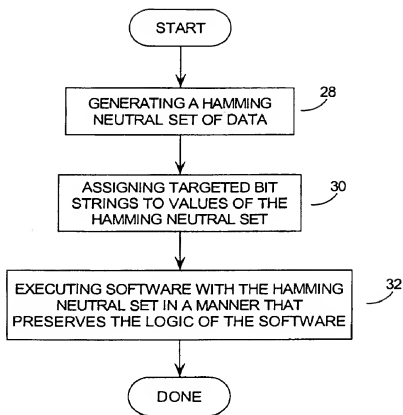 START
GENERATING A HAMMING
NEUTRAL SET OF DATA
28
ASSIGNING TARGETED BIT
STRINGS TO VALUES OF THE
HAMMING NEUTRAL SET
30
EXECUTING SOFTWARE WITH THE HAMMING
NEUTRAL SET IN A MANNER THAT
PRESERVES THE LOGIC OF THE SOFTWARE
32
DONE